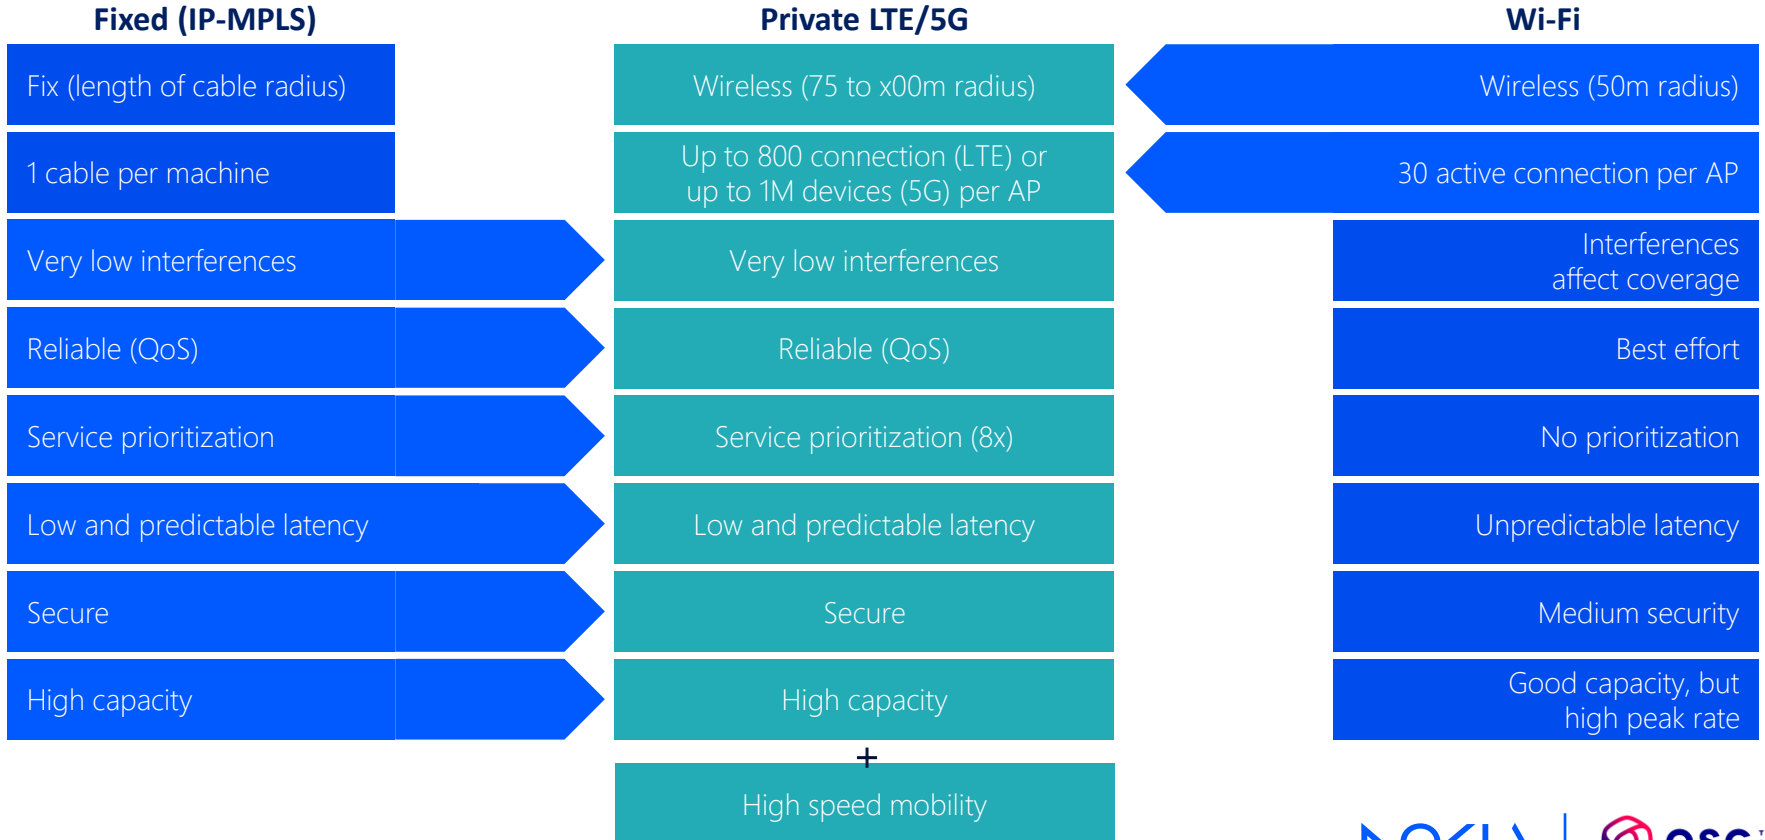 Fixed (IP-MPLS)
Private LTE/5G
Wi-Fi
Fix (length of cable radius)
Wireless (75 to x00m radius)
Wireless (50m radius)
1 cable per machine
Up to 800 connection (LTE) or
up to 1M devices (5G) per AP
30 active connection per AP
Very low interferences
Very low interferences
Interferences
affect coverage
Reliable (QoS)
Reliable (QoS)
Best effort
Service prioritization
Service prioritization (8x)
No prioritization
Low and predictable latency
Low and predictable latency
Unpredictable latency
Secure
Secure
Medium security
High capacity
High capacity
Good capacity, but
high peak rate
+
High speed mobility
NOKIA